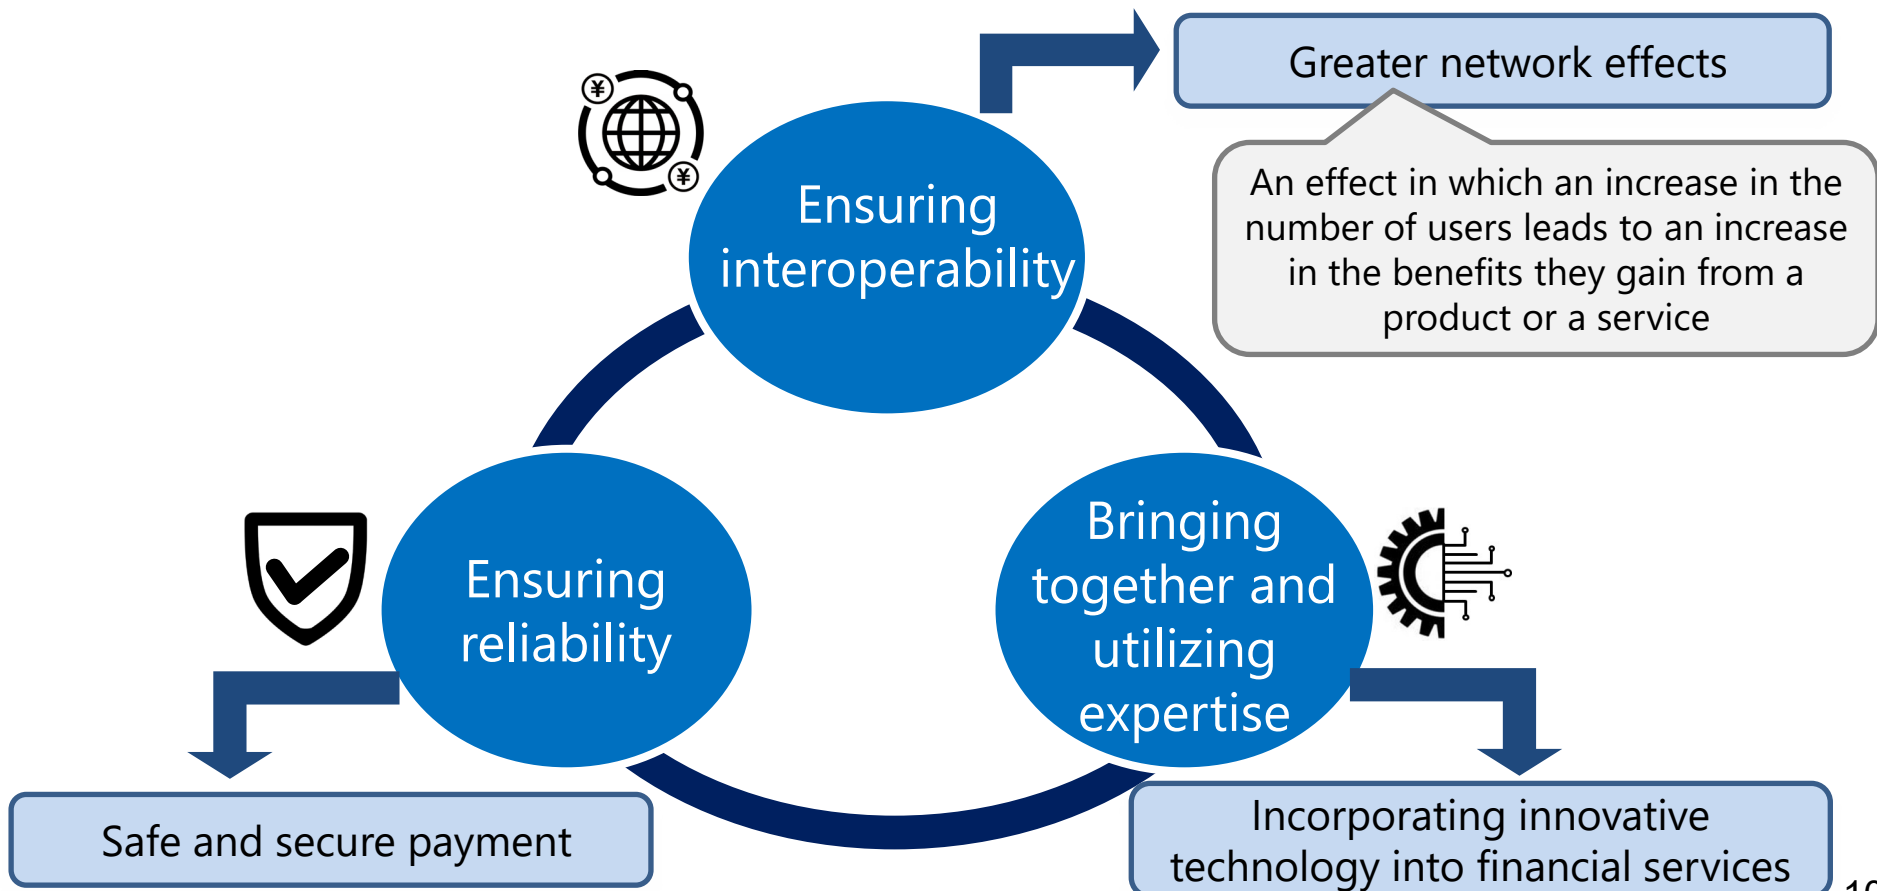 Greater network effects
An effect in which an increase in the
number of users leads to an increase
in the benefits they gain from a
product or a service
¥
¥
Ensuring
interoperability
Ensuring
reliability
Bringing
together and
utilizing
expertise
Safe and secure payment
Incorporating innovative
technology into financial services